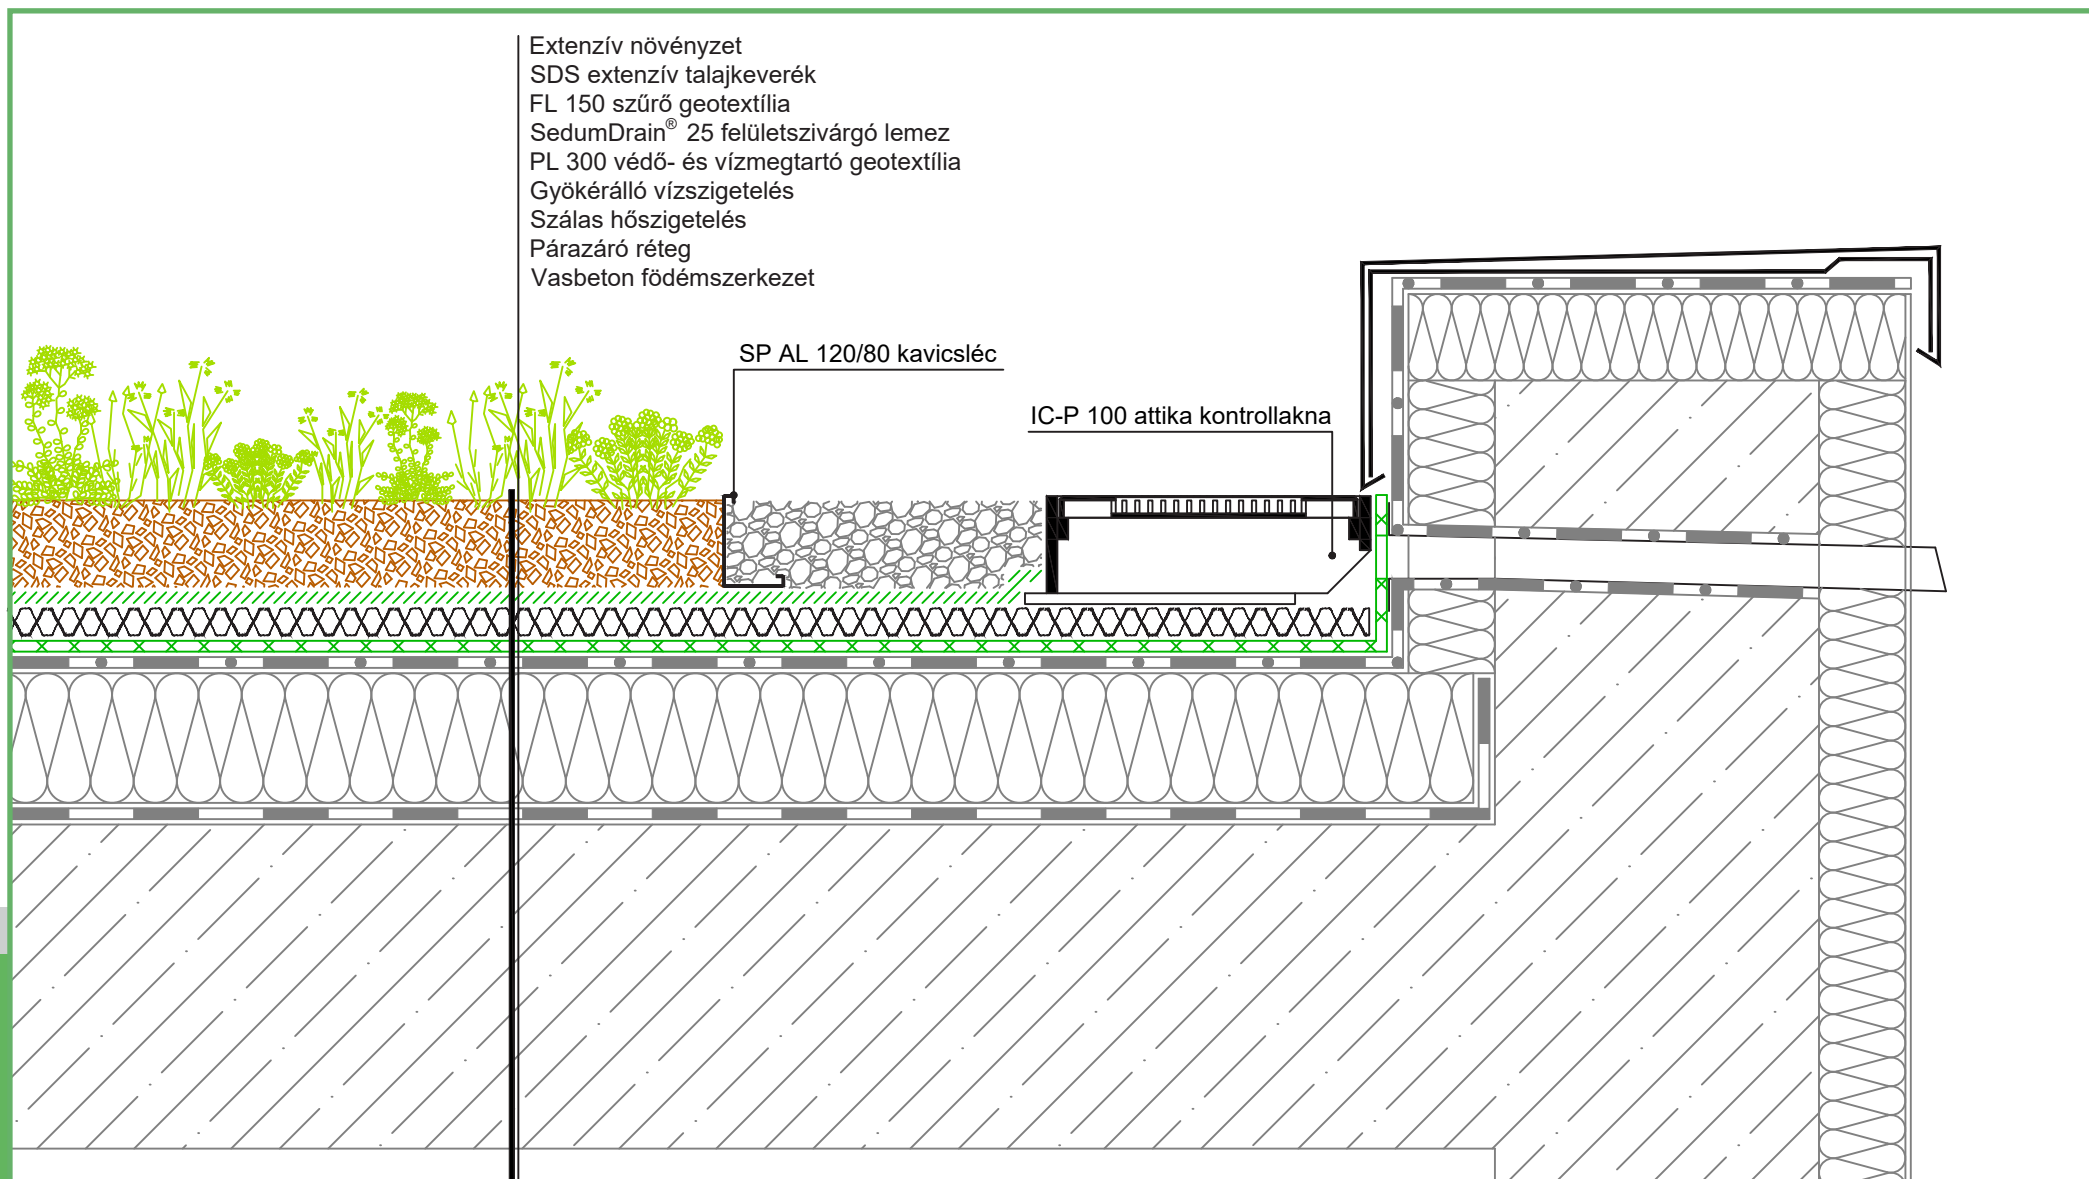 Extenzív növényzet
SDS extenzív talajkeverék
FL 150 szűrő geotextília
SedumDrain® 25 felületszivárgó lemez
PL 300 védő- és vízmegtartó geotextília
Gyökérálló vízszigetelés
Szálas hőszigetelés
Párazáró réteg
Vasbeton födémszerkezet
SP AL 120/80 kavicsléc
IC-P 100 attika kontrollakna